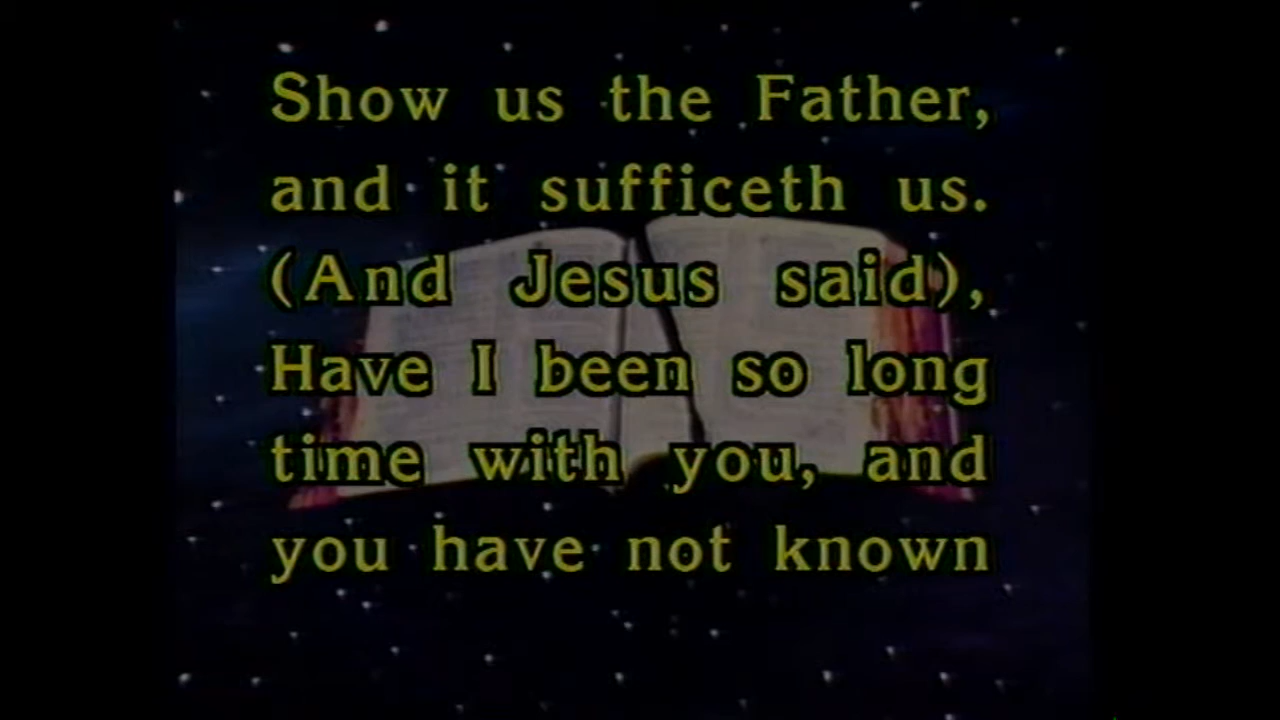 Show us the Father,
and it sufficeth us.
(And Jesus said),
Have I been so long
time with you, and
you have not known